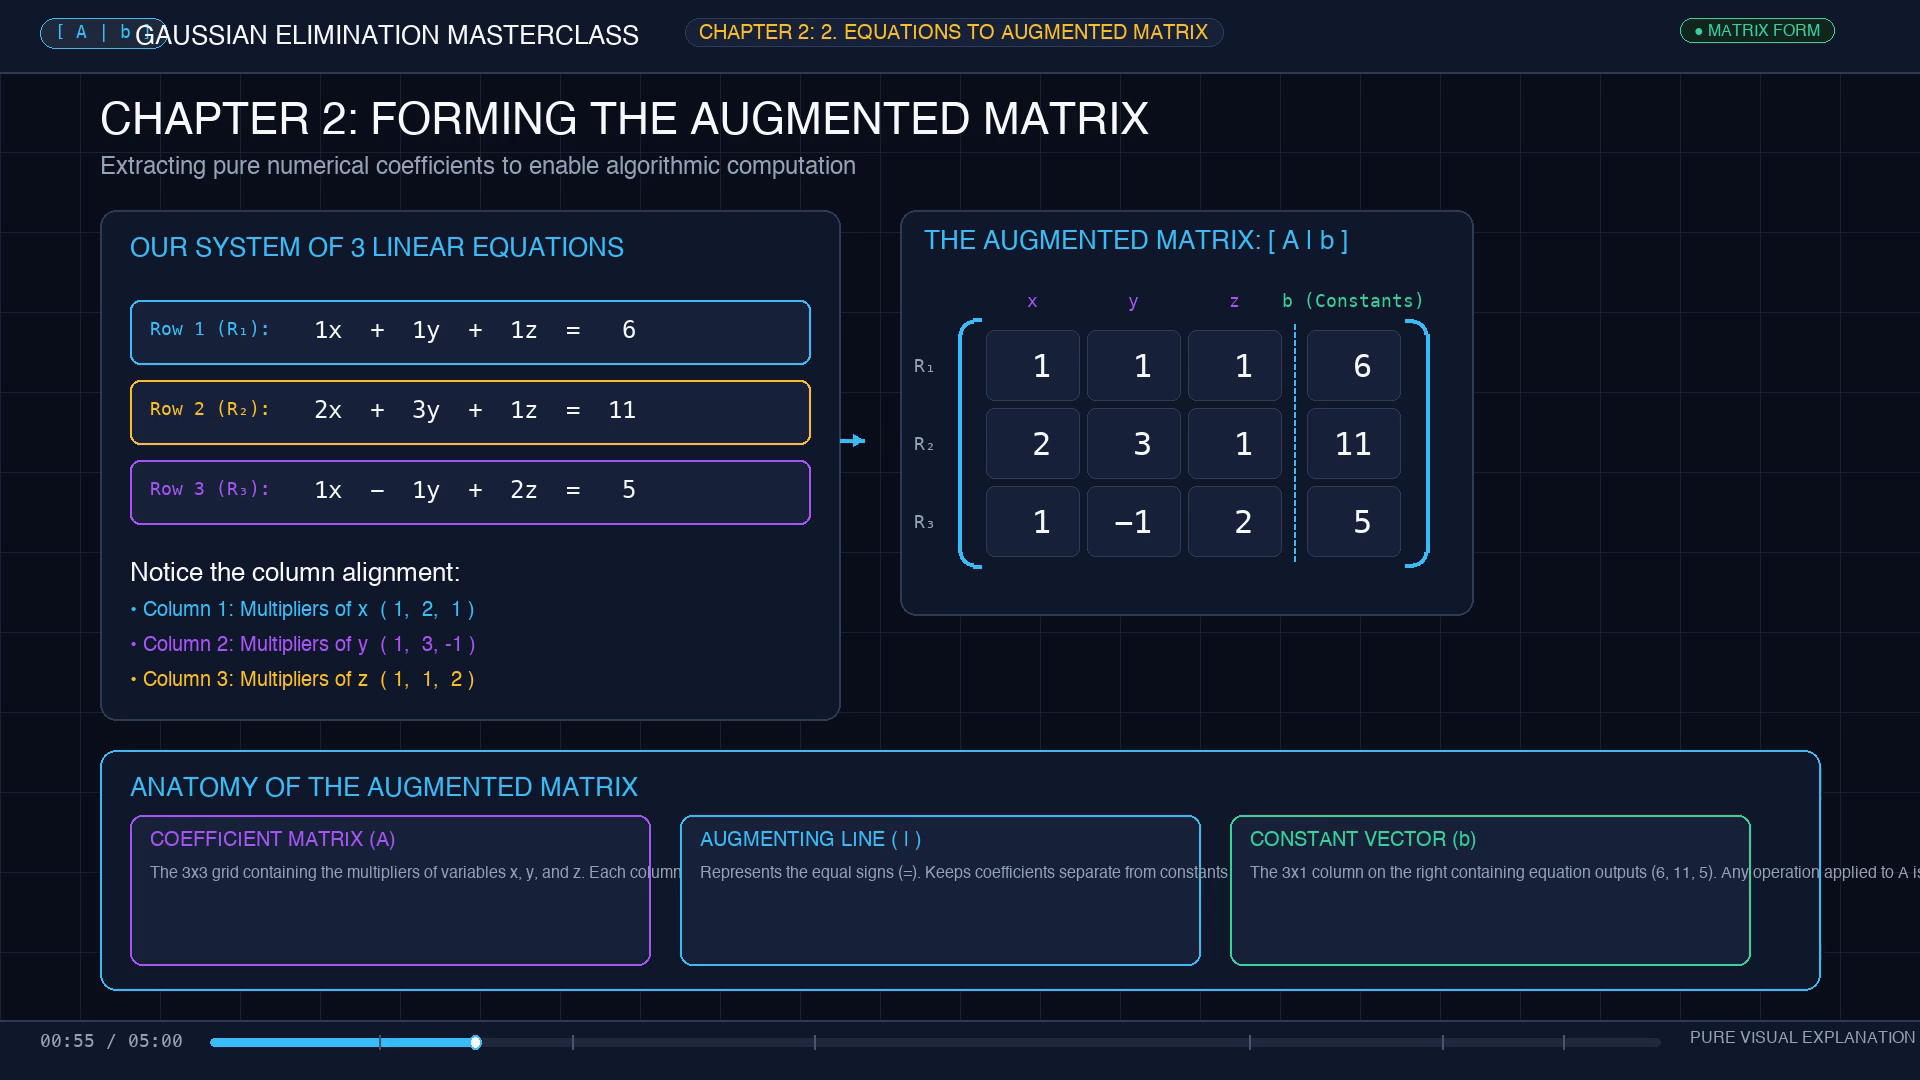 [ A | b ]
GAUSSIAN ELIMINATION MASTERCLASS
CHAPTER 2: 2. EQUATIONS TO AUGMENTED MATRIX
● MATRIX FORM
CHAPTER 2: FORMING THE AUGMENTED MATRIX
Extracting pure numerical coefficients to enable algorithmic computation
OUR SYSTEM OF 3 LINEAR EQUATIONS
Row 1 (R₁): 1x + 1y + 1z = 6
Row 2 (R₂): 2x + 3y + 1z = 11
Row 3 (R₃): 1x − 1y + 2z = 5
Notice the column alignment:
• Column 1: Multipliers of x ( 1, 2, 1 )
• Column 2: Multipliers of y ( 1, 3, -1 )
• Column 3: Multipliers of z ( 1, 1, 2 )
THE AUGMENTED MATRIX: [ A | b ]
x y z b (Constants)
R₁ 1 1 1 6
R₂ 2 3 1 11
R₃ 1 −1 2 5
ANATOMY OF THE AUGMENTED MATRIX
COEFFICIENT MATRIX (A)
The 3x3 grid containing the multipliers of variables x, y, and z. Each column
AUGMENTING LINE ( | )
Represents the equal signs (=). Keeps coefficients separate from constants
CONSTANT VECTOR (b)
The 3x1 column on the right containing equation outputs (6, 11, 5). Any operation applied to A is
00:55 / 05:00
PURE VISUAL EXPLANATION